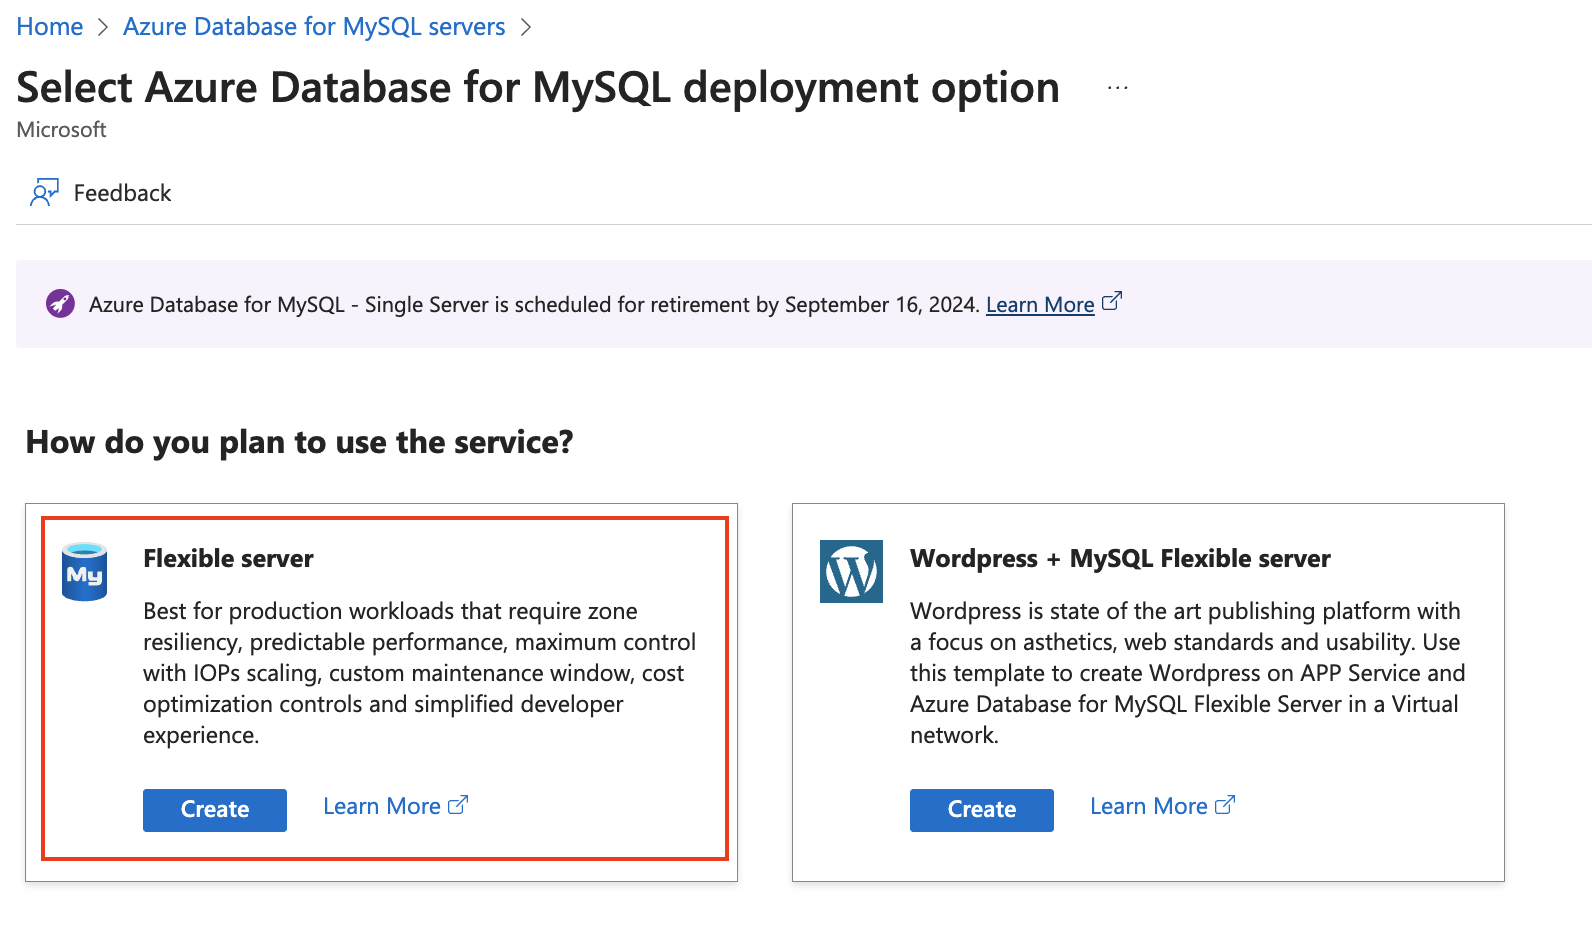 Home > Azure Database for MySQL servers >
Select Azure Database for MySQL deployment option ...
Microsoft
Feedback
Azure Database for MySQL - Single Server is scheduled for retirement by September 16, 2024. Learn More
How do you plan to use the service?
My
Flexible server
Best for production workloads that require zone
resiliency, predictable performance, maximum control
with IOPs scaling, custom maintenance window, cost
optimization controls and simplified developer
experience.
Create Learn More
W
Wordpress + MySQL Flexible server
Wordpress is state of the art publishing platform with
a focus on asthetics, web standards and usability. Use
this template to create Wordpress on APP Service and
Azure Database for MySQL Flexible Server in a Virtual
network.
Create Learn More